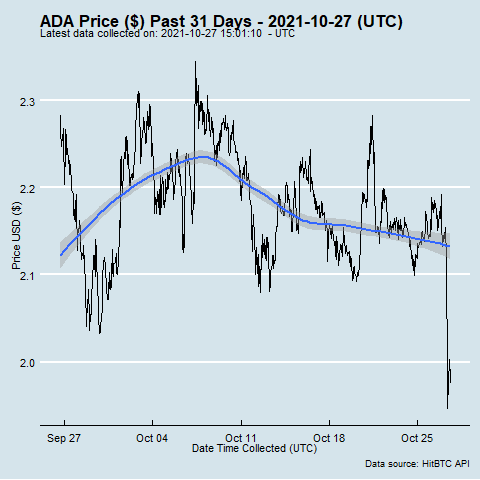 ADA Price ($) Past 31 Days - 2021-10-27 (UTC)
Latest data collected on: 2021-10-27 15:01:10 - UTC
2.3
2.2
2.1
2.0
Price USD ($)
Sep 27
Oct 04
Oct 11
Oct 18
Oct 25
Date Time Collected (UTC)
Data source: HitBTC API